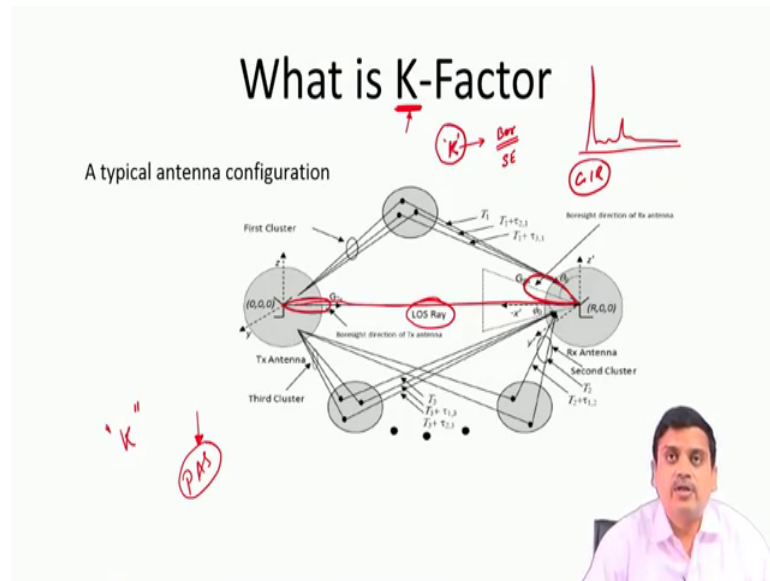 What is K-Factor
'K' → BER
SE
CIR
A typical antenna configuration
Boresight direction of Rx antenna
First Cluster
T1
T1+τ2,1
T1+ τ3,1
z
z'
(0,0,0)
(R,0,0)
LOS Ray
-x'
y
y'
Boresight direction of Tx antenna
Tx Antenna
Rx Antenna
Second Cluster
Third Cluster
T2
T2+τ1,2
T3
T3+ τ1,3
T3+ τ2,3
"K"
PAS